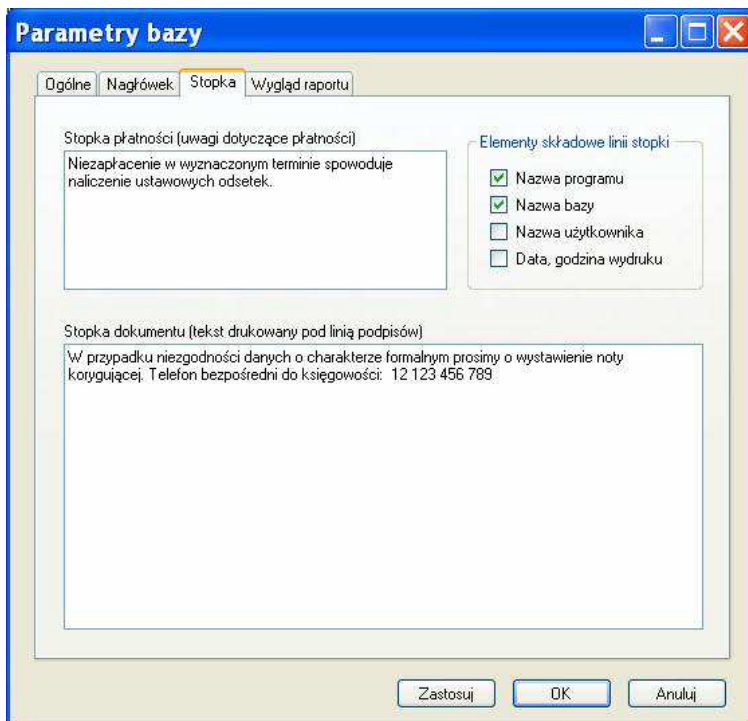 Parametry bazy
Ogólne Nagłówek Stopka Wygląd raportu
Stopka płatności (uwagi dotyczące płatności)
Niezapłacenie w wyznaczonym terminie spowoduje
naliczenie ustawowych odsetek.
Elementy składowe linii stopki
Nazwa programu
Nazwa bazy
Nazwa użytkownika
Data, godzina wydruku
Stopka dokumentu (tekst drukowany pod linią podpisów)
W przypadku niezgodności danych o charakterze formalnym prosimy o wystawienie noty
korygującej. Telefon bezpośredni do księgowości: 12 123 456 789
Zastosuj OK Anuluj